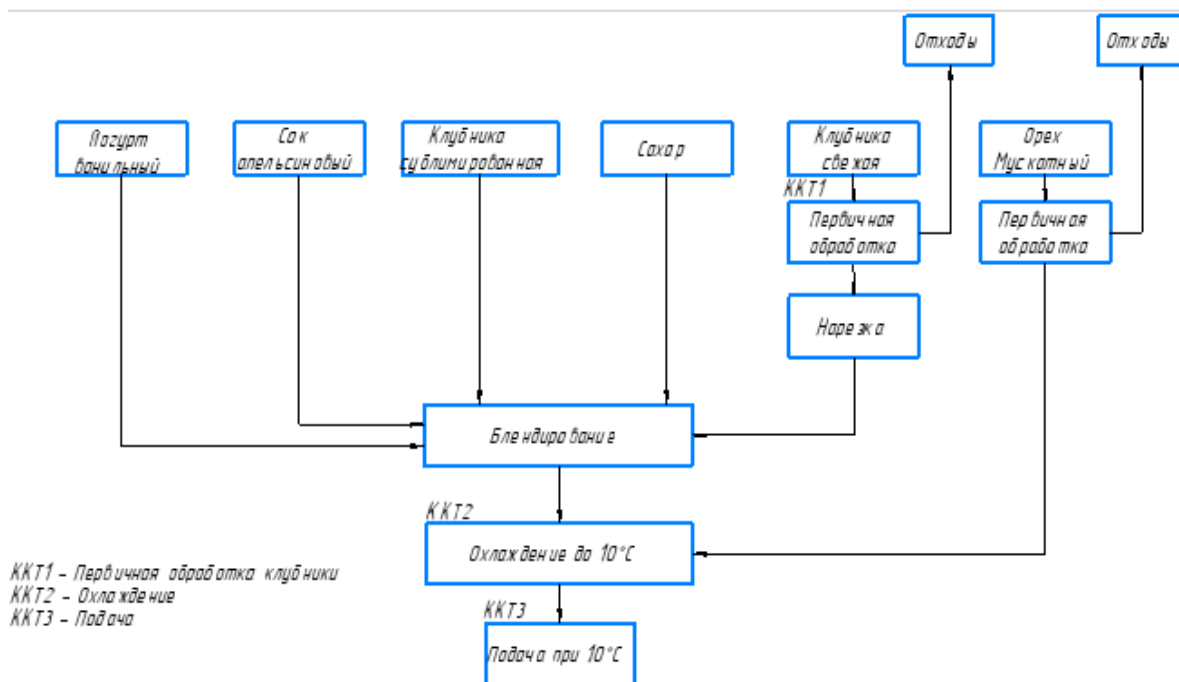 Отходы
Отходы
Йогурт
ванильный
Сок
апельсиновый
Клубника
сублимированная
Сахар
Клубника
свежая
Орех
Мускатный
ККТ1
Первичная
обработка
Первичная
обработка
Нарезка
Блендирование
ККТ2
Охлаждение до 10°С
ККТ1 - Первичная обработка клубники
ККТ2 - Охлаждение
ККТ3 - Подача
ККТ3
Подача при 10°С